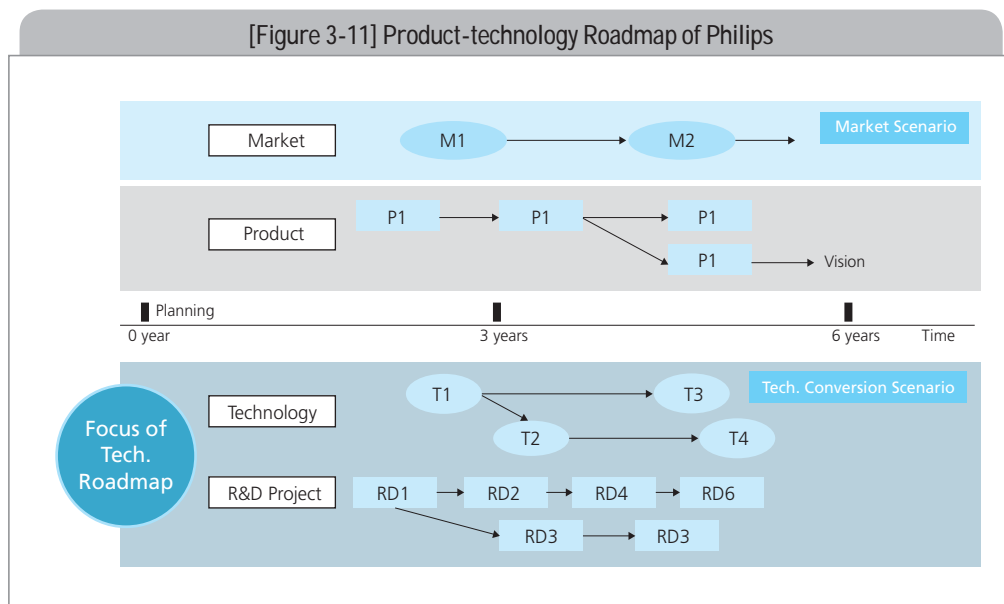 [Figure 3-11] Product-technology Roadmap of Philips
Market Scenario
Market
M1
M2
Product
P1
P1
P1
P1
Vision
Planning
0 year
3 years
6 years
Time
Tech. Conversion Scenario
Focus of
Tech.
Roadmap
Technology
T1
T3
T2
T4
R&D Project
RD1
RD2
RD4
RD6
RD3
RD3